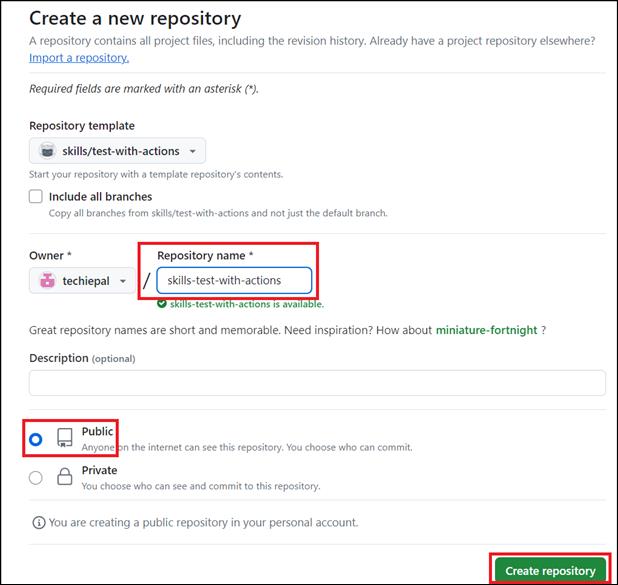 Create a new repository
A repository contains all project files, including the revision history. Already have a project repository elsewhere?
Import a repository.
Required fields are marked with an asterisk (*).
Repository template
skills/test-with-actions
Start your repository with a template repository's contents.
Include all branches
Copy all branches from skills/test-with-actions and not just the default branch.
Owner * Repository name *
techiepal / skills-test-with-actions
skills-test-with-actions is available.
Great repository names are short and memorable. Need inspiration? How about miniature-fortnight ?
Description (optional)
Public
Anyone on the internet can see this repository. You choose who can commit.
Private
You choose who can see and commit to this repository.
You are creating a public repository in your personal account.
Create repository